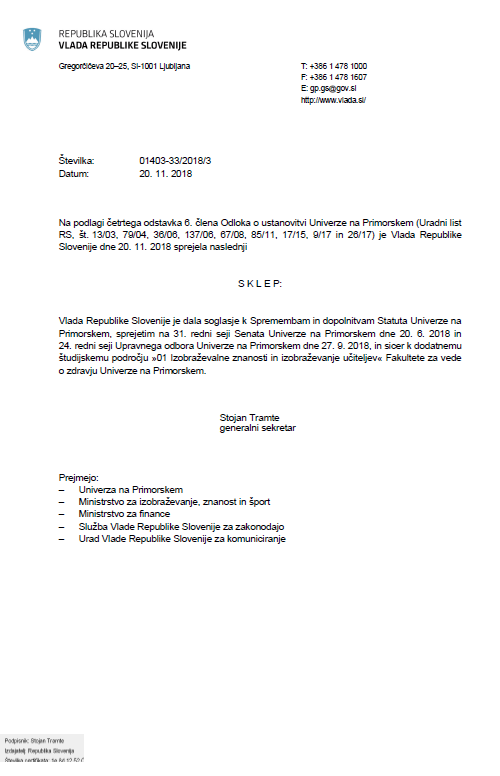 REPUBLIKA SLOVENIJA
VLADA REPUBLIKE SLOVENIJE
Gregorčičeva 20–25, SI-1001 Ljubljana
T: +386 1 478 1000
F: +386 1 478 1607
E: gp.gs@gov.si
http://www.vlada.si/
Številka: 01403-33/2018/3
Datum: 20. 11. 2018
Na podlagi četrtega odstavka 6. člena Odloka o ustanovitvi Univerze na Primorskem (Uradni list
RS, št. 13/03, 79/04, 36/06, 137/06, 67/08, 85/11, 17/15, 9/17 in 26/17) je Vlada Republike
Slovenije dne 20. 11. 2018 sprejela naslednji
S K L E P:
Vlada Republike Slovenije je dala soglasje k Spremembam in dopolnitvam Statuta Univerze na
Primorskem, sprejetim na 31. redni seji Senata Univerze na Primorskem dne 20. 6. 2018 in
24. redni seji Upravnega odbora Univerze na Primorskem dne 27. 9. 2018, in sicer k dodatnemu
študijskemu področju »01 Izobraževalne znanosti in izobraževanje učiteljev« Fakultete za vede
o zdravju Univerze na Primorskem.
Stojan Tramte
generalni sekretar
Prejmejo:
– Univerza na Primorskem
– Ministrstvo za izobraževanje, znanost in šport
– Ministrstvo za finance
– Služba Vlade Republike Slovenije za zakonodajo
– Urad Vlade Republike Slovenije za komuniciranje
Podpisnik: Stojan Tramte
Izdajatelj: Republika Slovenija
Številka certifikata: